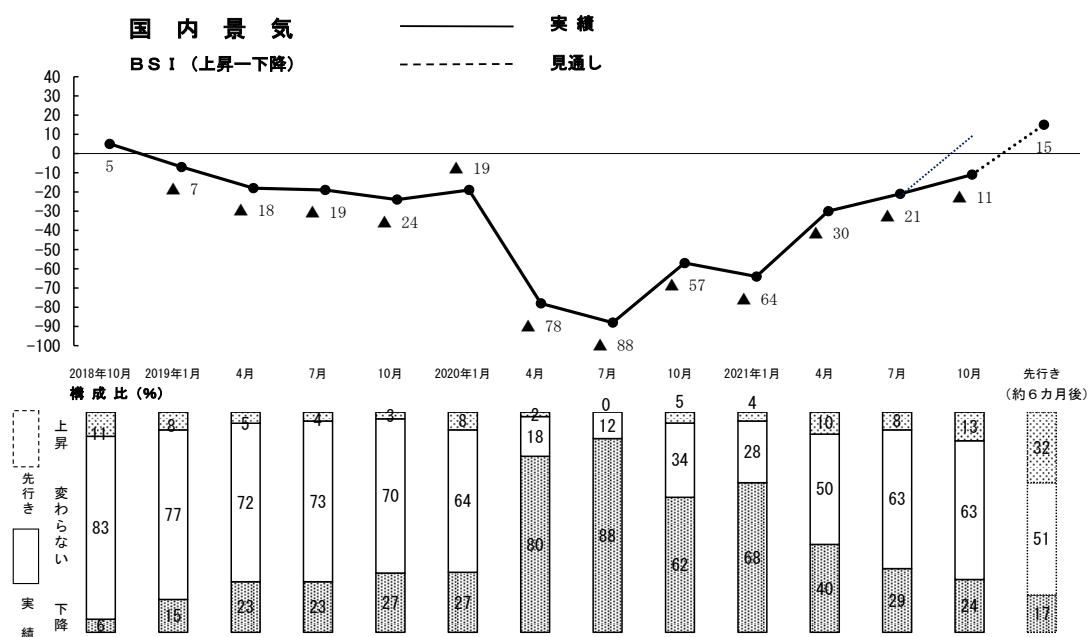 国 内 景 気
実 績
ＢＳＩ（上昇－下降）
見通し
40
30
20
10
0
-10
-20
-30
-40
-50
-60
-70
-80
-90
-100
5
▲ 7
▲ 18
▲ 19
▲ 24
▲ 19
▲ 78
▲ 88
▲ 57
▲ 64
▲ 30
▲ 21
▲ 11
15
2018年10月 2019年1月 4月 7月 10月 2020年1月 4月 7月 10月 2021年1月 4月 7月 10月 先行き
(約６カ月後)
構 成 比 (%)
上昇
11 8 5 4 3 8 2 0 5 4 10 8 13 32
変わらない
83 77 72 73 70 64 18 12 34 28 50 63 63 51
下降
6 15 23 23 27 27 80 88 62 68 40 29 24 17
先行き
実績